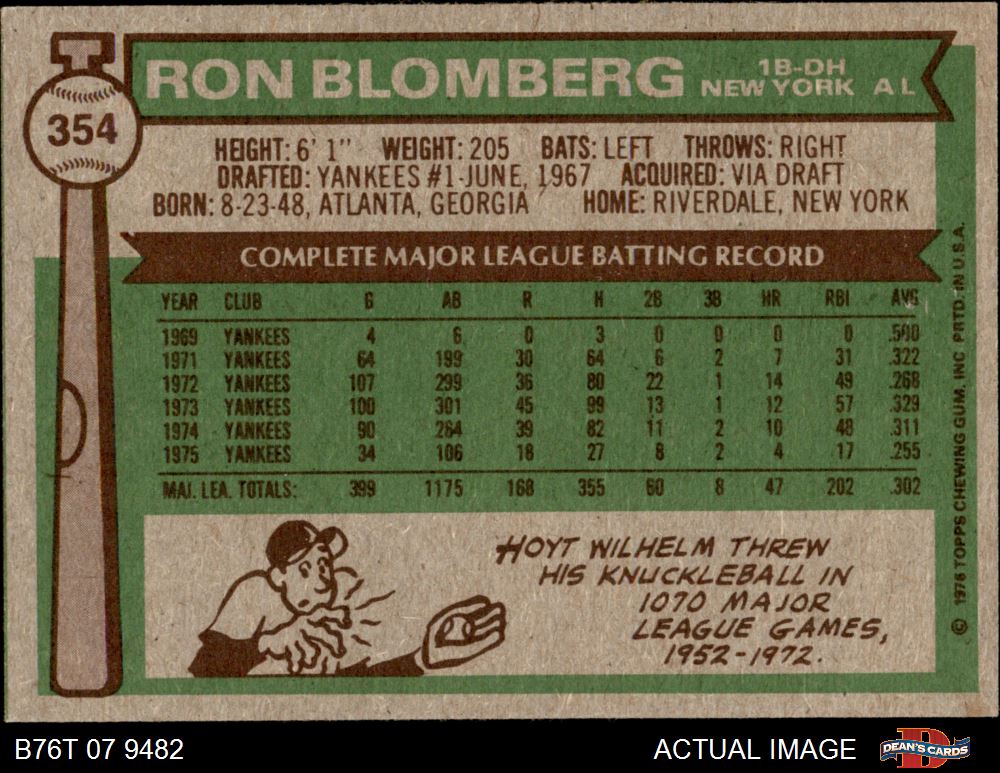 354
RON BLOMBERG 1B-DH NEW YORK A L
HEIGHT: 6' 1" WEIGHT: 205 BATS: LEFT THROWS: RIGHT
DRAFTED: YANKEES #1-JUNE, 1967 ACQUIRED: VIA DRAFT
BORN: 8-23-48, ATLANTA, GEORGIA HOME: RIVERDALE, NEW YORK
COMPLETE MAJOR LEAGUE BATTING RECORD
YEAR CLUB G AB R H 2B 3B HR RBI AVG
1969 YANKEES 4 6 0 3 0 0 0 0 .500
1971 YANKEES 64 199 30 64 6 2 7 31 .322
1972 YANKEES 107 299 36 80 22 1 14 49 .268
1973 YANKEES 100 301 45 99 13 1 12 57 .329
1974 YANKEES 90 264 39 82 11 2 10 48 .311
1975 YANKEES 34 106 18 27 8 2 4 17 .255
MAJ. LEA. TOTALS: 399 1175 168 355 60 8 47 202 .302
HOYT WILHELM THREW
HIS KNUCKLEBALL IN
1070 MAJOR
LEAGUE GAMES,
1952-1972.
© 1976 TOPPS CHEWING GUM, INC PRTD. IN U.S.A.
B76T 07 9482 ACTUAL IMAGE DEAN'S CARDS